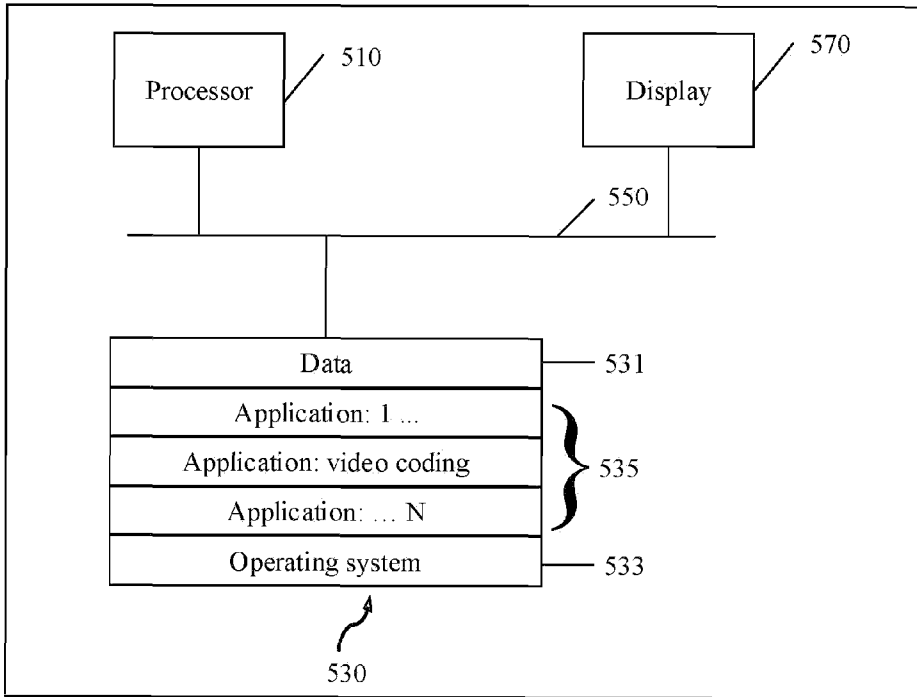 Processor
510
Display
570
550
Data
531
Application: 1 ...
Application: video coding
535
Application: ... N
Operating system
533
530